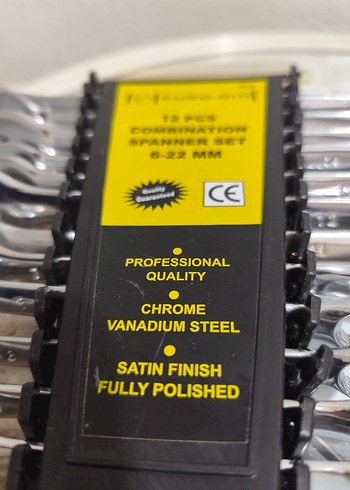 12 PCS
COMBINATION
SPANNER SET
6-22 MM
Quality
Guaranteed
CE
PROFESSIONAL
QUALITY
CHROME
VANADIUM STEEL
SATIN FINISH
FULLY POLISHED